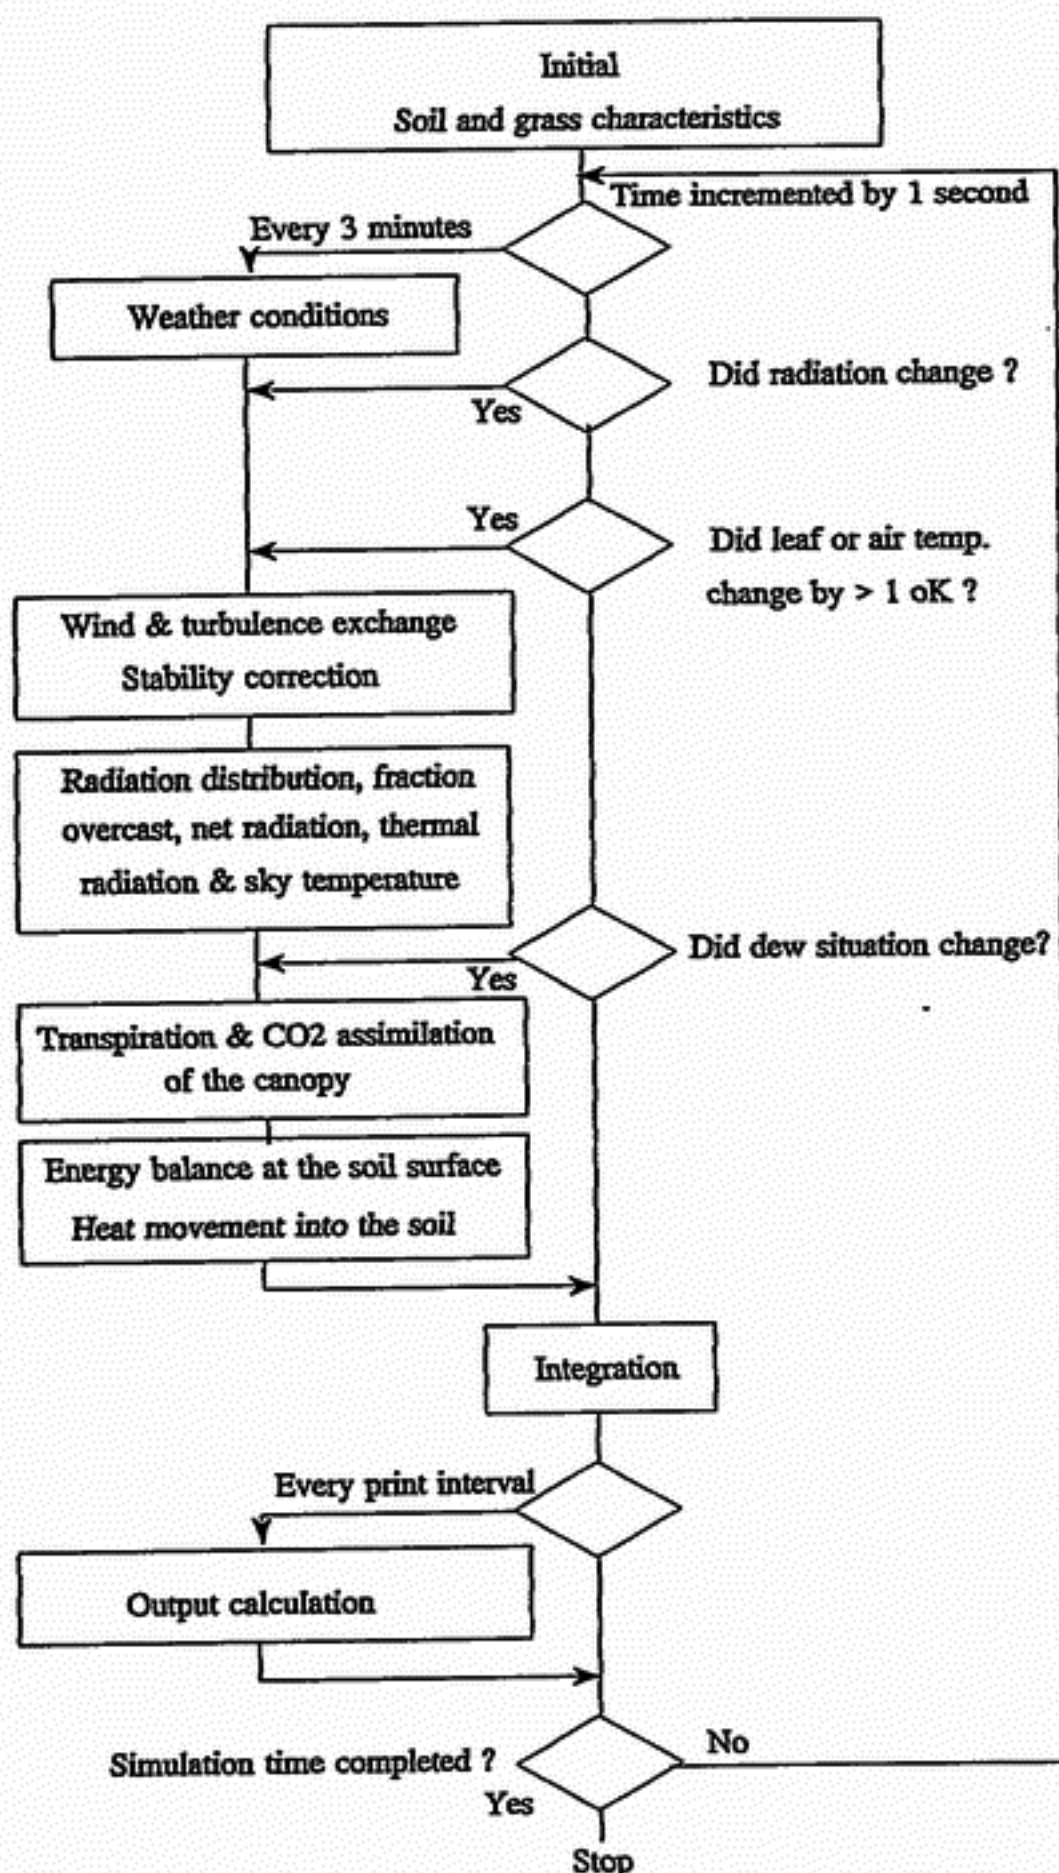 Initial
Soil and grass characteristics
Time incremented by 1 second
Every 3 minutes
Weather conditions
Did radiation change ?
Yes
Yes
Did leaf or air temp.
change by > 1 oK ?
Wind & turbulence exchange
Stability correction
Radiation distribution, fraction
overcast, net radiation, thermal
radiation & sky temperature
Did dew situation change?
Yes
Transpiration & CO2 assimilation
of the canopy
Energy balance at the soil surface
Heat movement into the soil
Integration
Every print interval
Output calculation
No
Simulation time completed ?
Yes
Stop